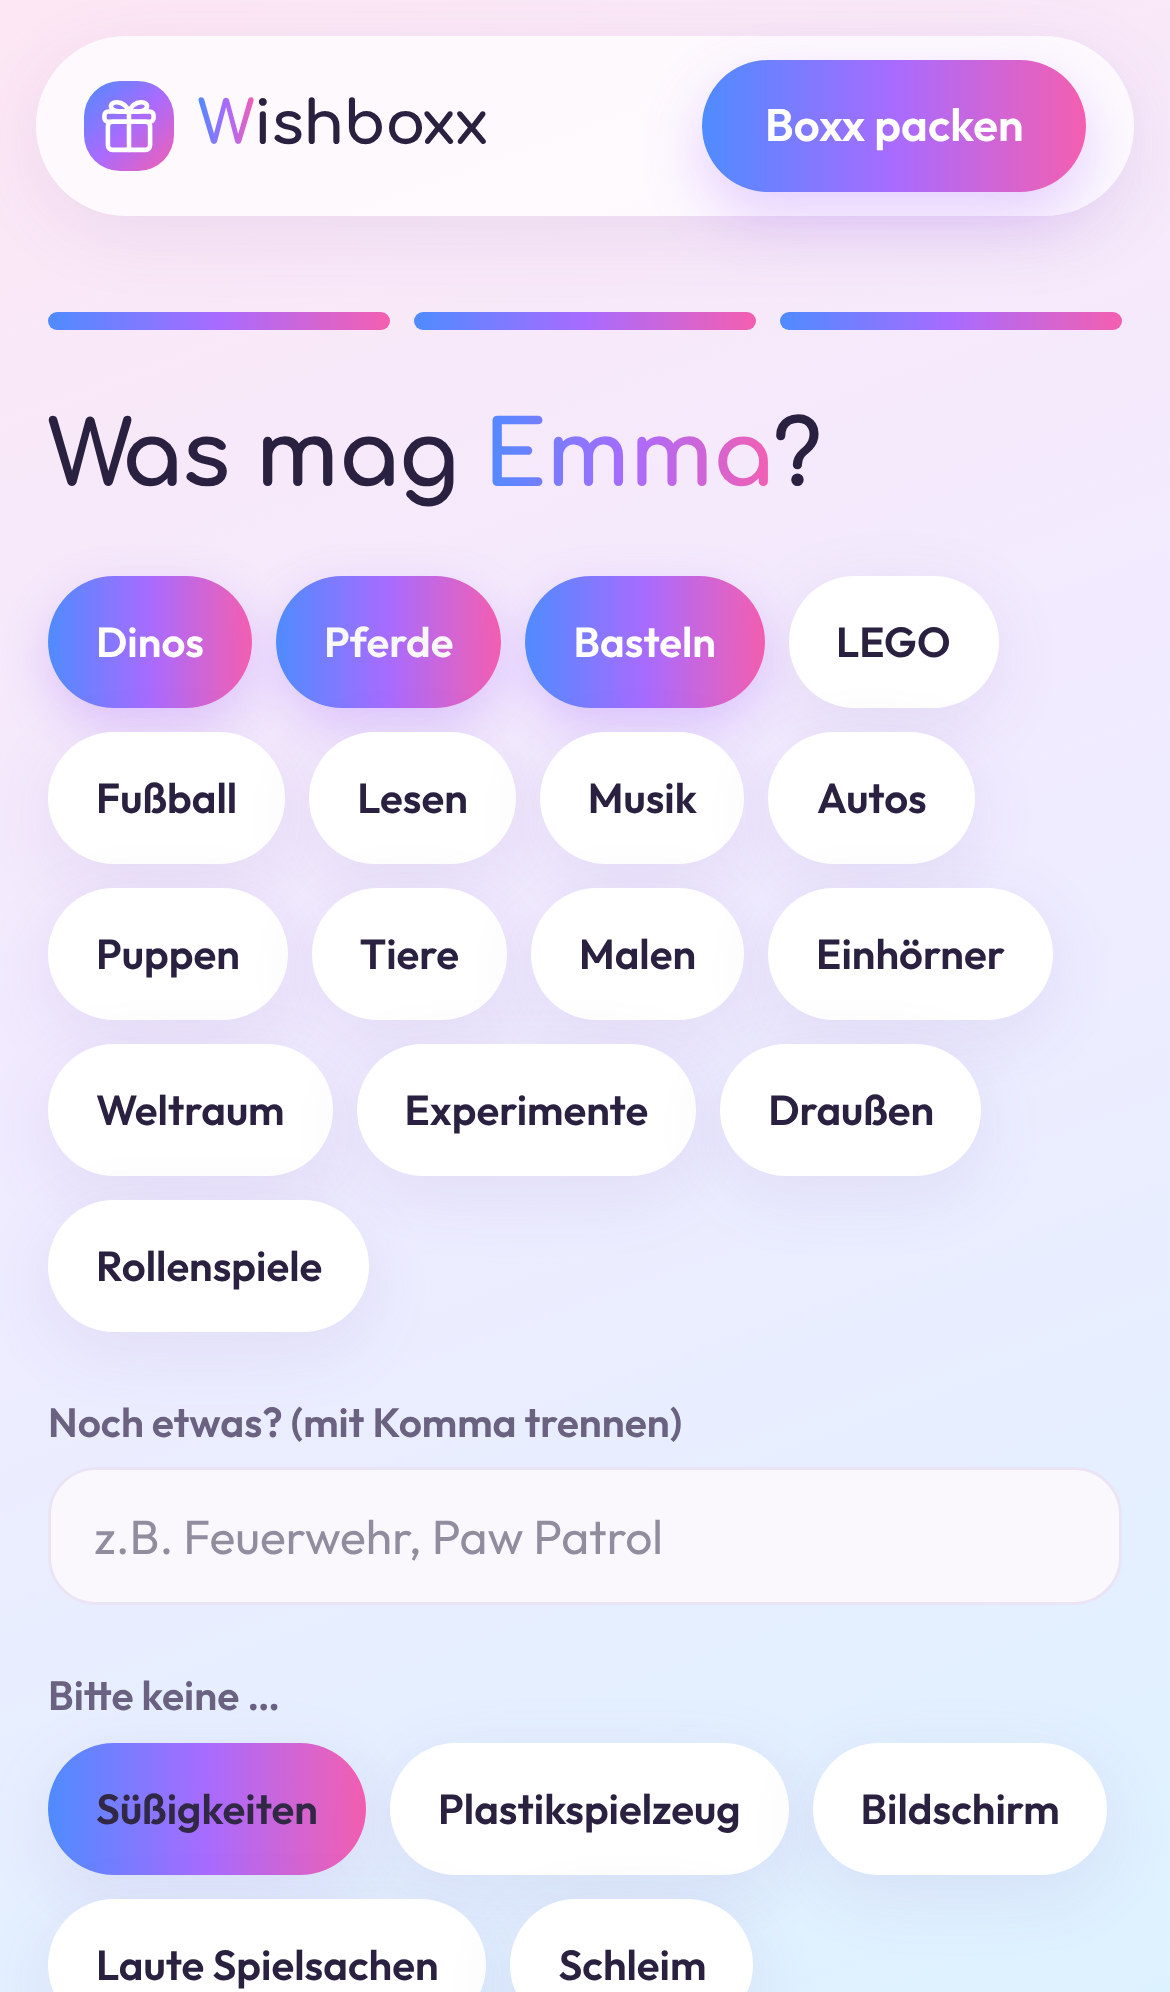 Wishboxx
Boxx packen
Was mag Emma?
Dinos Pferde Basteln LEGO
Fußball Lesen Musik Autos
Puppen Tiere Malen Einhörner
Weltraum Experimente Draußen
Rollenspiele
Noch etwas? (mit Komma trennen)
z.B. Feuerwehr, Paw Patrol
Bitte keine ...
Süßigkeiten Plastikspielzeug Bildschirm
Laute Spielsachen Schleim